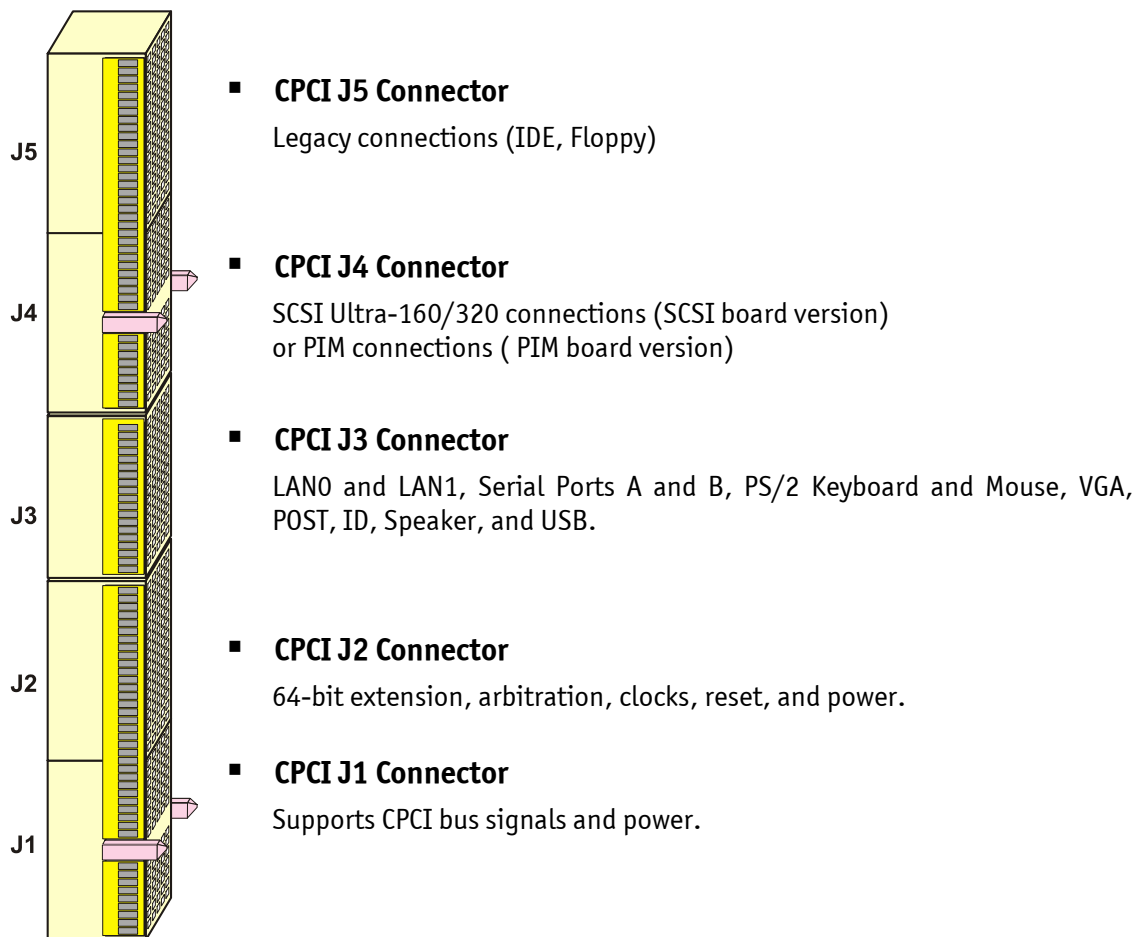 J5
▪ CPCI J5 Connector
Legacy connections (IDE, Floppy)
J4
▪ CPCI J4 Connector
SCSI Ultra-160/320 connections (SCSI board version)
or PIM connections ( PIM board version)
J3
▪ CPCI J3 Connector
LAN0 and LAN1, Serial Ports A and B, PS/2 Keyboard and Mouse, VGA,
POST, ID, Speaker, and USB.
J2
▪ CPCI J2 Connector
64-bit extension, arbitration, clocks, reset, and power.
J1
▪ CPCI J1 Connector
Supports CPCI bus signals and power.